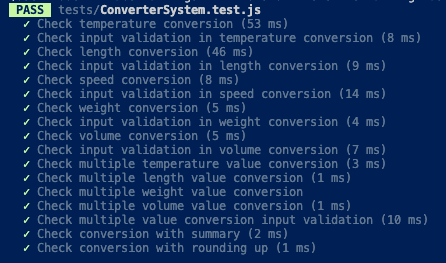 PASS tests/ConverterSystem.test.js
✓ Check temperature conversion (53 ms)
✓ Check input validation in temperature conversion (8 ms)
✓ Check length conversion (46 ms)
✓ Check input validation in length conversion (9 ms)
✓ Check speed conversion (8 ms)
✓ Check input validation in speed conversion (14 ms)
✓ Check weight conversion (5 ms)
✓ Check input validation in weight conversion (4 ms)
✓ Check volume conversion (5 ms)
✓ Check input validation in volume conversion (7 ms)
✓ Check multiple temperature value conversion (3 ms)
✓ Check multiple length value conversion (1 ms)
✓ Check multiple weight value conversion
✓ Check multiple volume value conversion (1 ms)
✓ Check multiple value conversion input validation (10 ms)
✓ Check conversion with summary (2 ms)
✓ Check conversion with rounding up (1 ms)